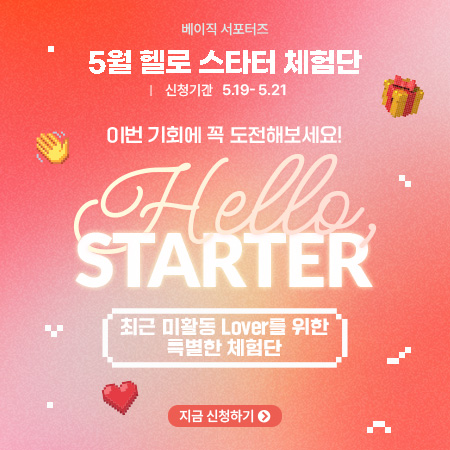 베이직 서포터즈
5월 헬로 스타터 체험단
| 신청기간 5.19- 5.21
이번 기회에 꼭 도전해보세요!
Hello
STARTER
최근 미활동 Lover를 위한
특별한 체험단
지금 신청하기